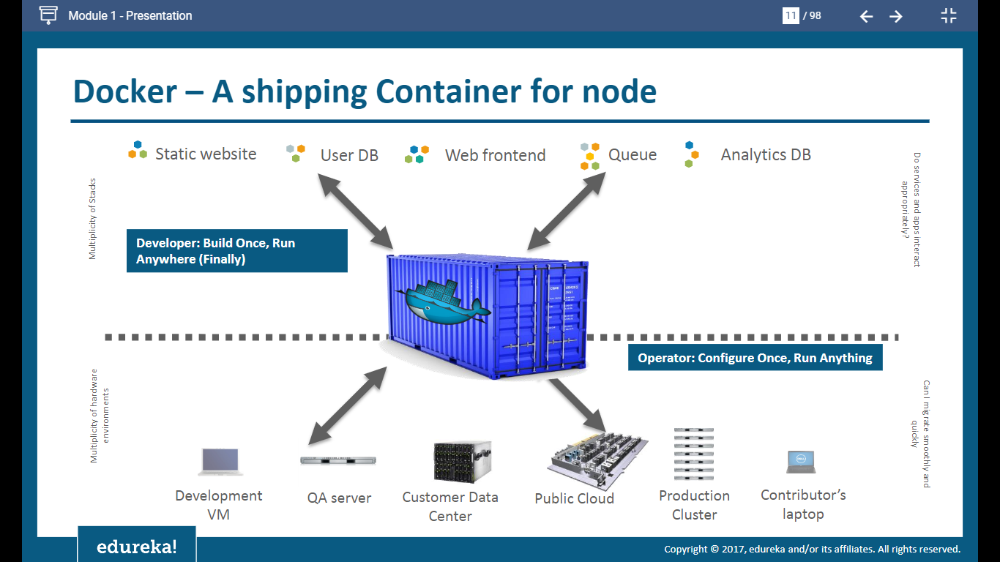 Module 1 - Presentation
11 / 98
Docker – A shipping Container for node
Static website
User DB
Web frontend
Queue
Analytics DB
Multiplicity of Stacks
Do services and apps interact
appropriately?
Developer: Build Once, Run
Anywhere (Finally)
Operator: Configure Once, Run Anything
Multiplicity of hardware
environments
Can I migrate smoothly and
quickly
DELL
Development
VM
QA server
Customer Data
Center
Public Cloud
Production
Cluster
Contributor’s
laptop
edureka!
Copyright © 2017, edureka and/or its affiliates. All rights reserved.